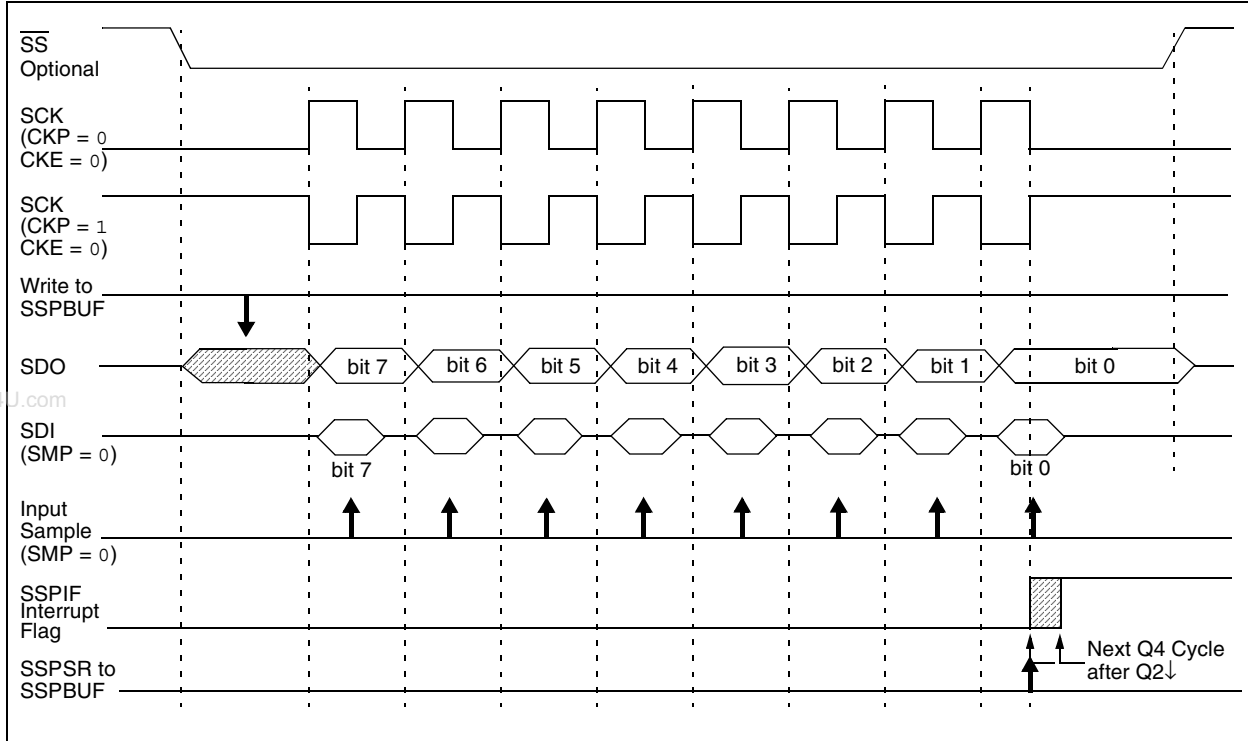 SS
Optional
SCK
(CKP = 0
CKE = 0)
SCK
(CKP = 1
CKE = 0)
Write to
SSPBUF
SDO
bit 7
bit 6
bit 5
bit 4
bit 3
bit 2
bit 1
bit 0
4U.com
SDI
(SMP = 0)
bit 7
bit 0
Input
Sample
(SMP = 0)
SSPIF
Interrupt
Flag
Next Q4 Cycle
after Q2↓
SSPSR to
SSPBUF